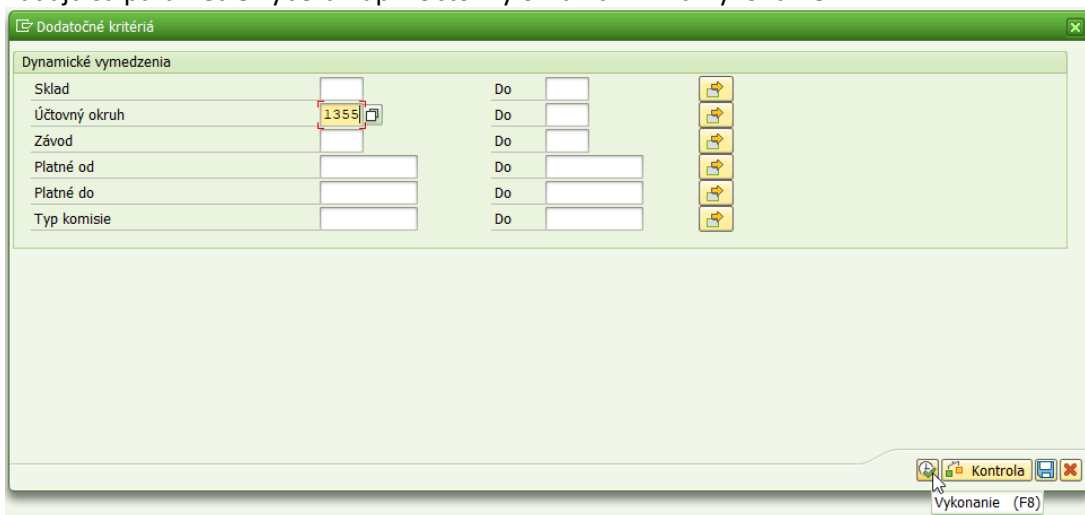 Dodatočné kritériá
Dynamické vymedzenia
Sklad Do
Účtovný okruh 1355 Do
Závod Do
Platné od Do
Platné do Do
Typ komisie Do
Kontrola
Vykonanie (F8)